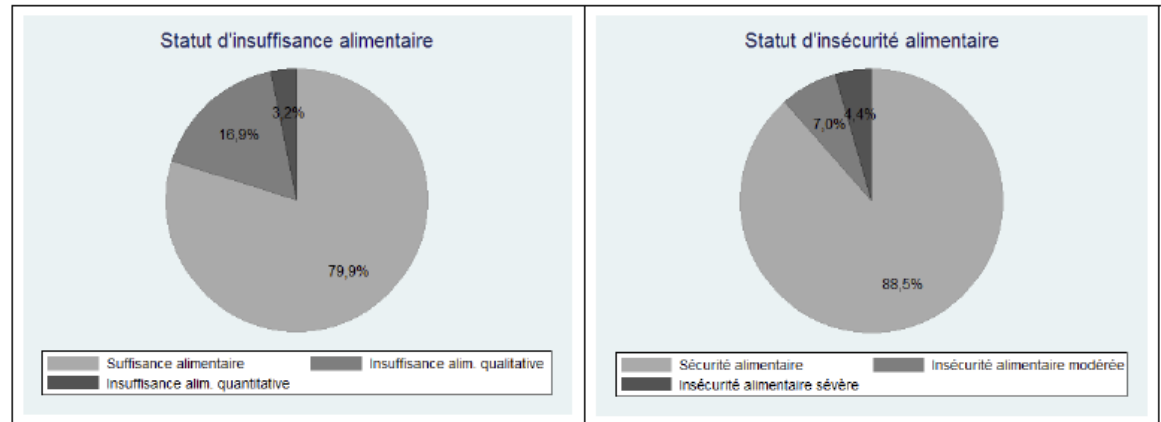 Statut d'insuffisance alimentaire
3,2%
16,9%
79,9%
Suffisance alimentaire
Insuffisance alim. qualitative
Insuffisance alim. quantitative
Statut d'insécurité alimentaire
4,4%
7,0%
88,5%
Sécurité alimentaire
Insécurité alimentaire modérée
Insécurité alimentaire sévère